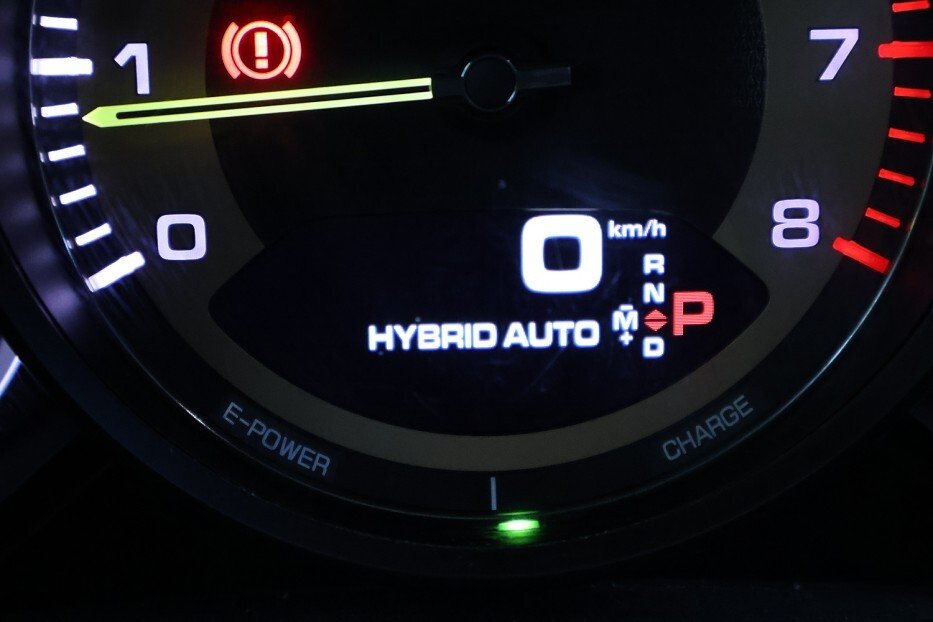 1
7
0
8
0 km/h
R
N
M P
+
D
HYBRID AUTO
E-POWER
CHARGE